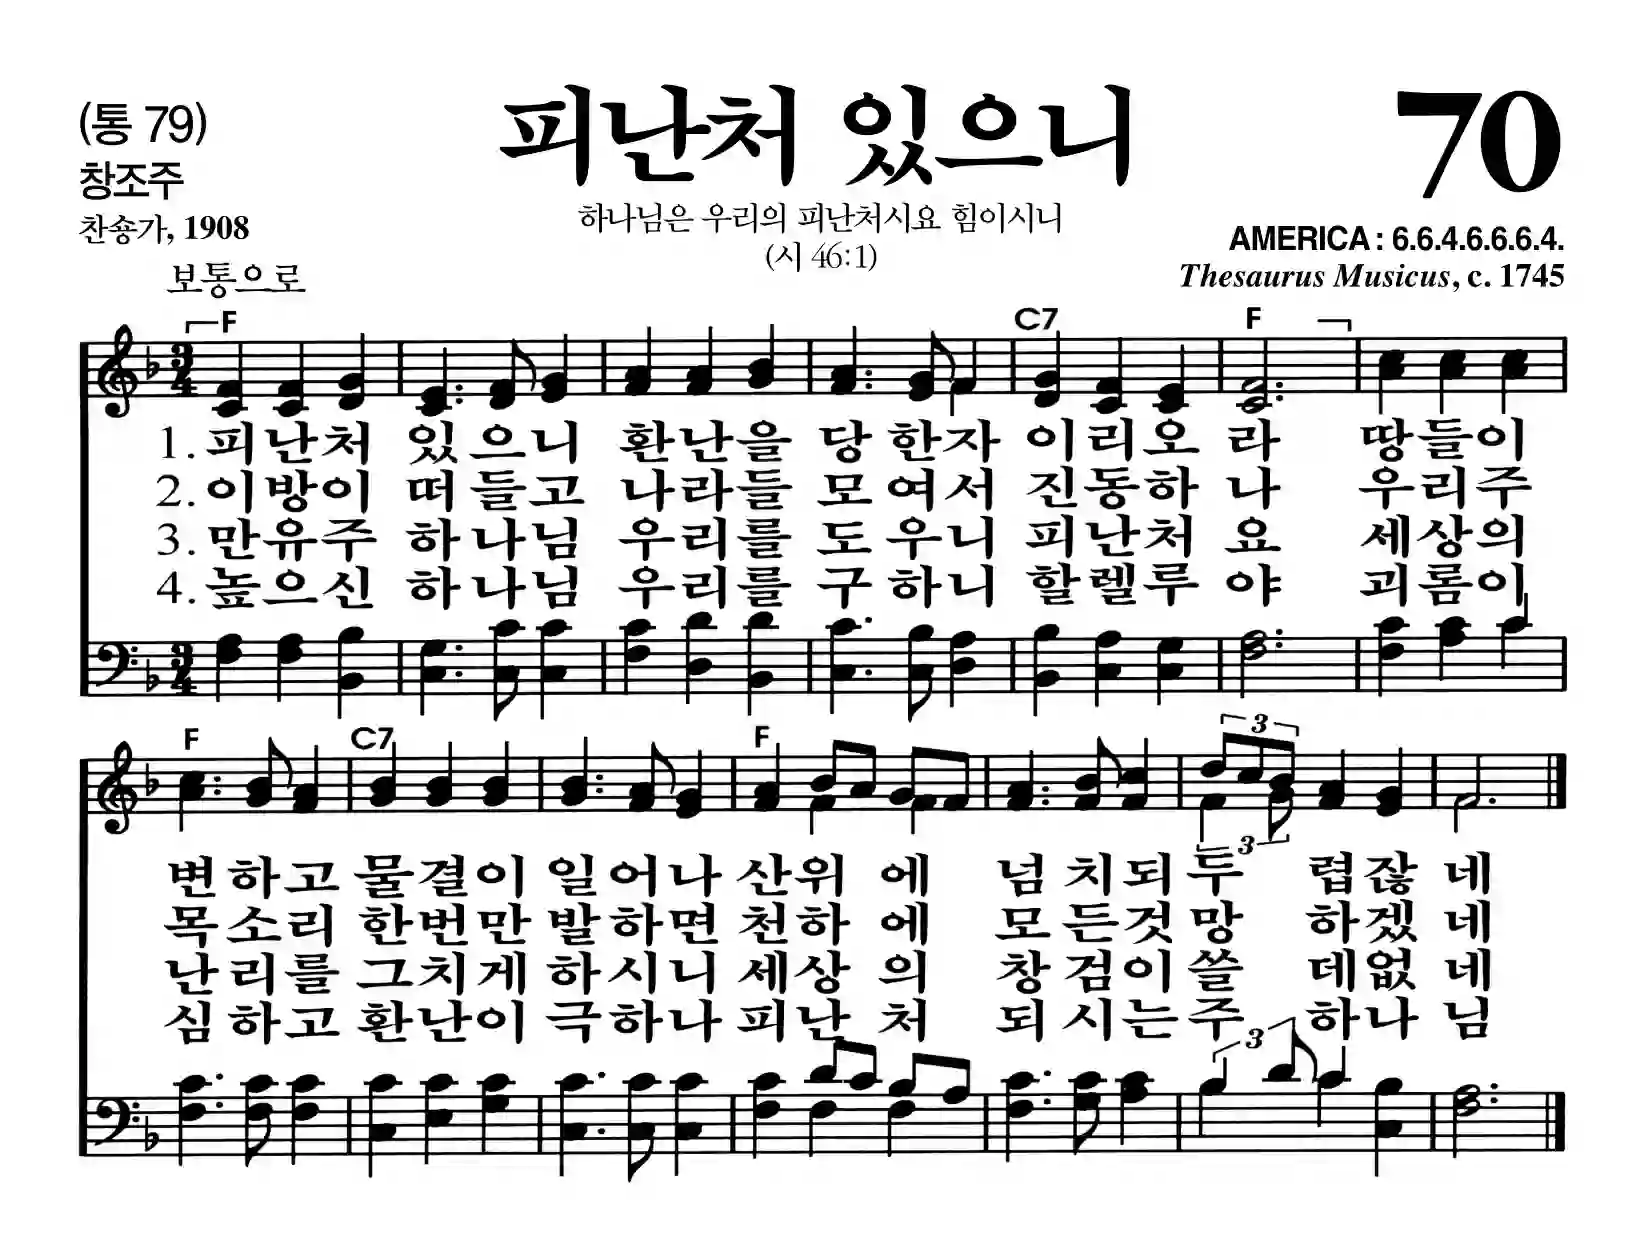 (통 79)
창조주
찬송가, 1908
피난처 있으니
70
하나님은 우리의 피난처시요 힘이시니
(시 46:1)
AMERICA : 6.6.4.6.6.6.4.
Thesaurus Musicus, c. 1745
보통으로
F C7 F
3 4
1. 피난처 있으니 환난을 당한자 이리오라 땅들이
2. 이방이 떠들고 나라들 모여서 진동하나 우리주
3. 만유주 하나님 우리를 도우니 피난처요 세상의
4. 높으신 하나님 우리를 구하니 할렐루야 괴롬이
3 4
F C7 F 3
3
변하고 물결이 일어나 산위에 넘치되 두렵잖네
목소리 한번만 발하면 천하에 모든것 망하겠네
난리를 그치게 하시니 세상의 창검이 쓸데없네
심하고 환난이 극하나 피난처 되시는 주하나님
3